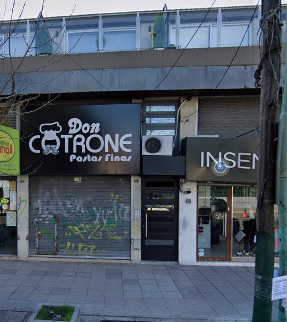 Don
COTRONE
Pastas Finas
INSEN